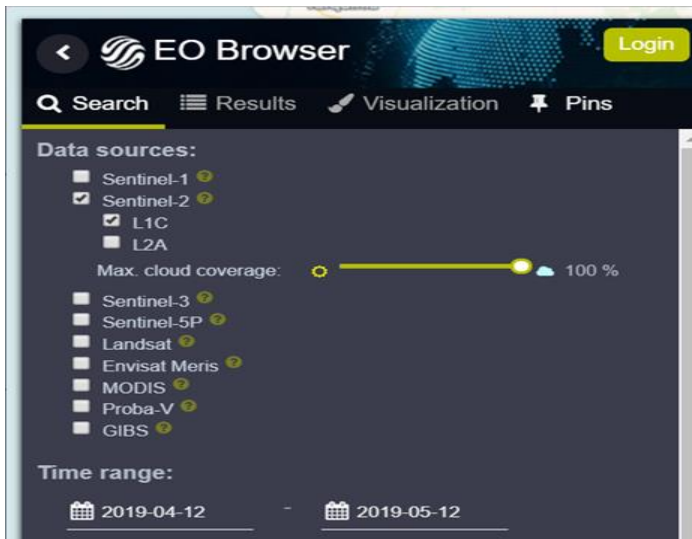 EO Browser
Login
Search Results Visualization Pins
Data sources:
Sentinel-1
Sentinel-2
L1C
L2A
Max. cloud coverage: 100 %
Sentinel-3
Sentinel-5P
Landsat
Envisat Meris
MODIS
Proba-V
GIBS
Time range:
2019-04-12 - 2019-05-12